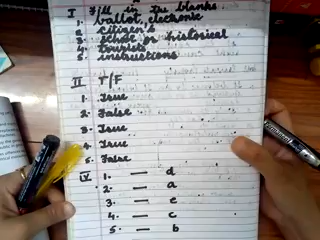 I Fill in the blanks
1. ballot, electronic
2. citizen's
3. or historical
4. tourists
5. instructions
II T/F
1. True
2. False
3. True
4. True
5. False
IV 1. — d
2. — a
3. — e
4. — c
5. — b